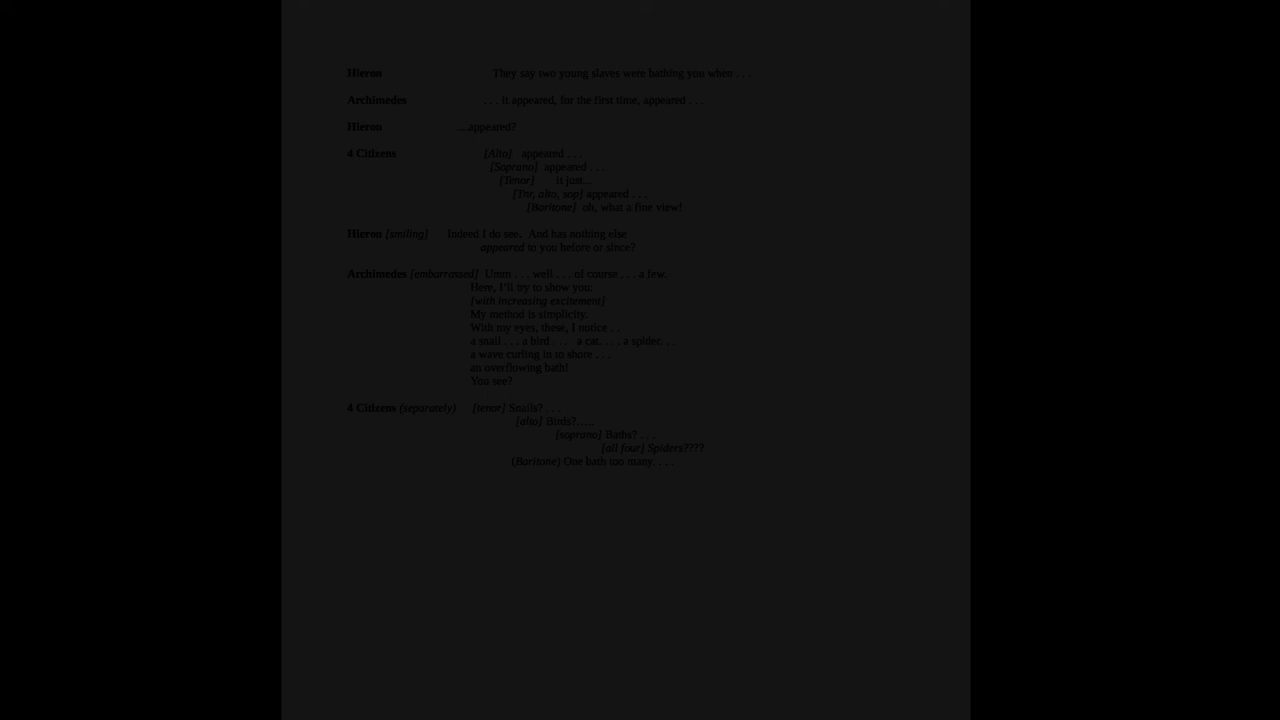 Hieron They say two young slaves were bathing you when . . .
Archimedes . . . it appeared, for the first time, appeared . . .
Hieron ....appeared?
4 Citizens [Alto] appeared . . .
[Soprano] appeared . . .
[Tenor] it just...
[Tnr, alto, sop] appeared . . .
[Baritone] oh, what a fine view!
Hieron [smiling] Indeed I do see. And has nothing else
appeared to you before or since?
Archimedes [embarrassed] Umm . . . well . . . of course . . . a few.
Here, I'll try to show you:
[with increasing excitement]
My method is simplicity.
With my eyes, these, I notice . .
a snail . . . a bird . . . a cat. . . . a spider. . .
a wave curling in to shore . . .
an overflowing bath!
You see?
4 Citizens (separately) [tenor] Snails? . . .
[alto] Birds?.....
[soprano] Baths? . . .
[all four] Spiders????
(Baritone) One bath too many. . . .